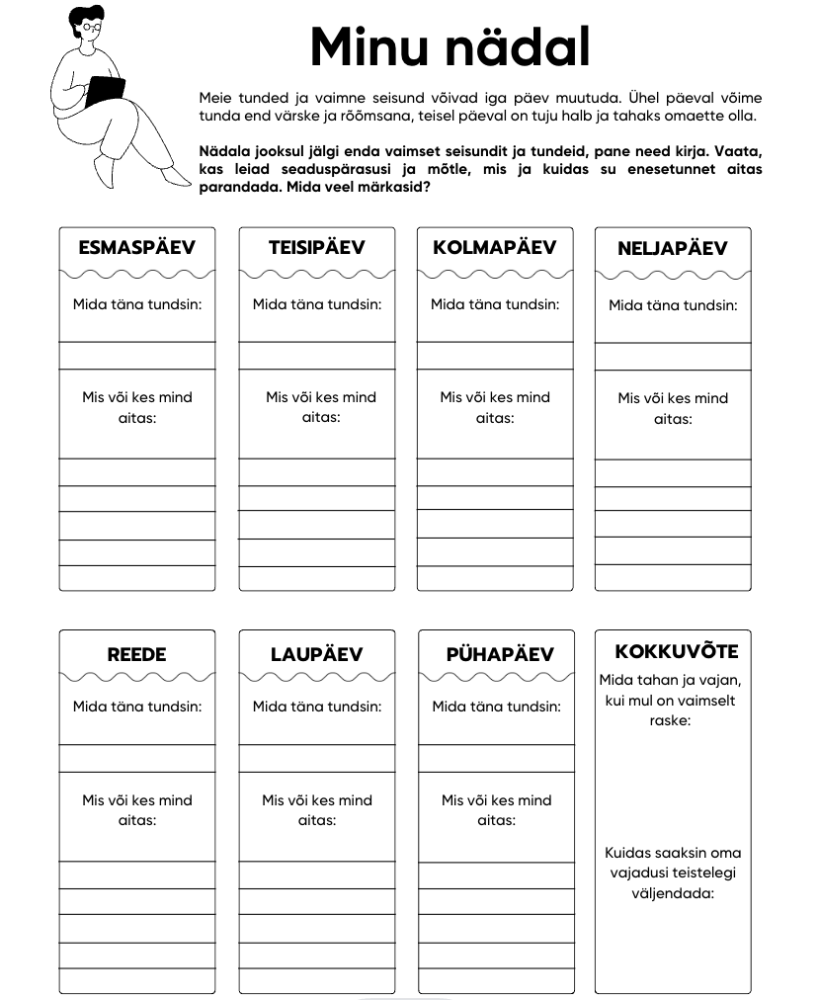 Minu nädal
Meie tunded ja vaimne seisund võivad iga päev muutuda. Ühel päeval võime
tunda end värske ja rõõmsana, teisel päeval on tuju halb ja tahaks omaette olla.
Nädala jooksul jälgi enda vaimset seisundit ja tundeid, pane need kirja. Vaata,
kas leiad seaduspärasusi ja mõtle, mis ja kuidas su enesetunnet aitas
parandada. Mida veel märkasid?
ESMASPÄEV
Mida täna tundsin:
Mis või kes mind
aitas:
TEISIPÄEV
Mida täna tundsin:
Mis või kes mind
aitas:
KOLMAPÄEV
Mida täna tundsin:
Mis või kes mind
aitas:
NELJAPÄEV
Mida täna tundsin:
Mis või kes mind
aitas:
REEDE
Mida täna tundsin:
Mis või kes mind
aitas:
LAUPÄEV
Mida täna tundsin:
Mis või kes mind
aitas:
PÜHAPÄEV
Mida täna tundsin:
Mis või kes mind
aitas:
KOKKUVÕTE
Mida tahan ja vajan,
kui mul on vaimselt
raske:
Kuidas saaksin oma
vajadusi teistelegi
väljendada: